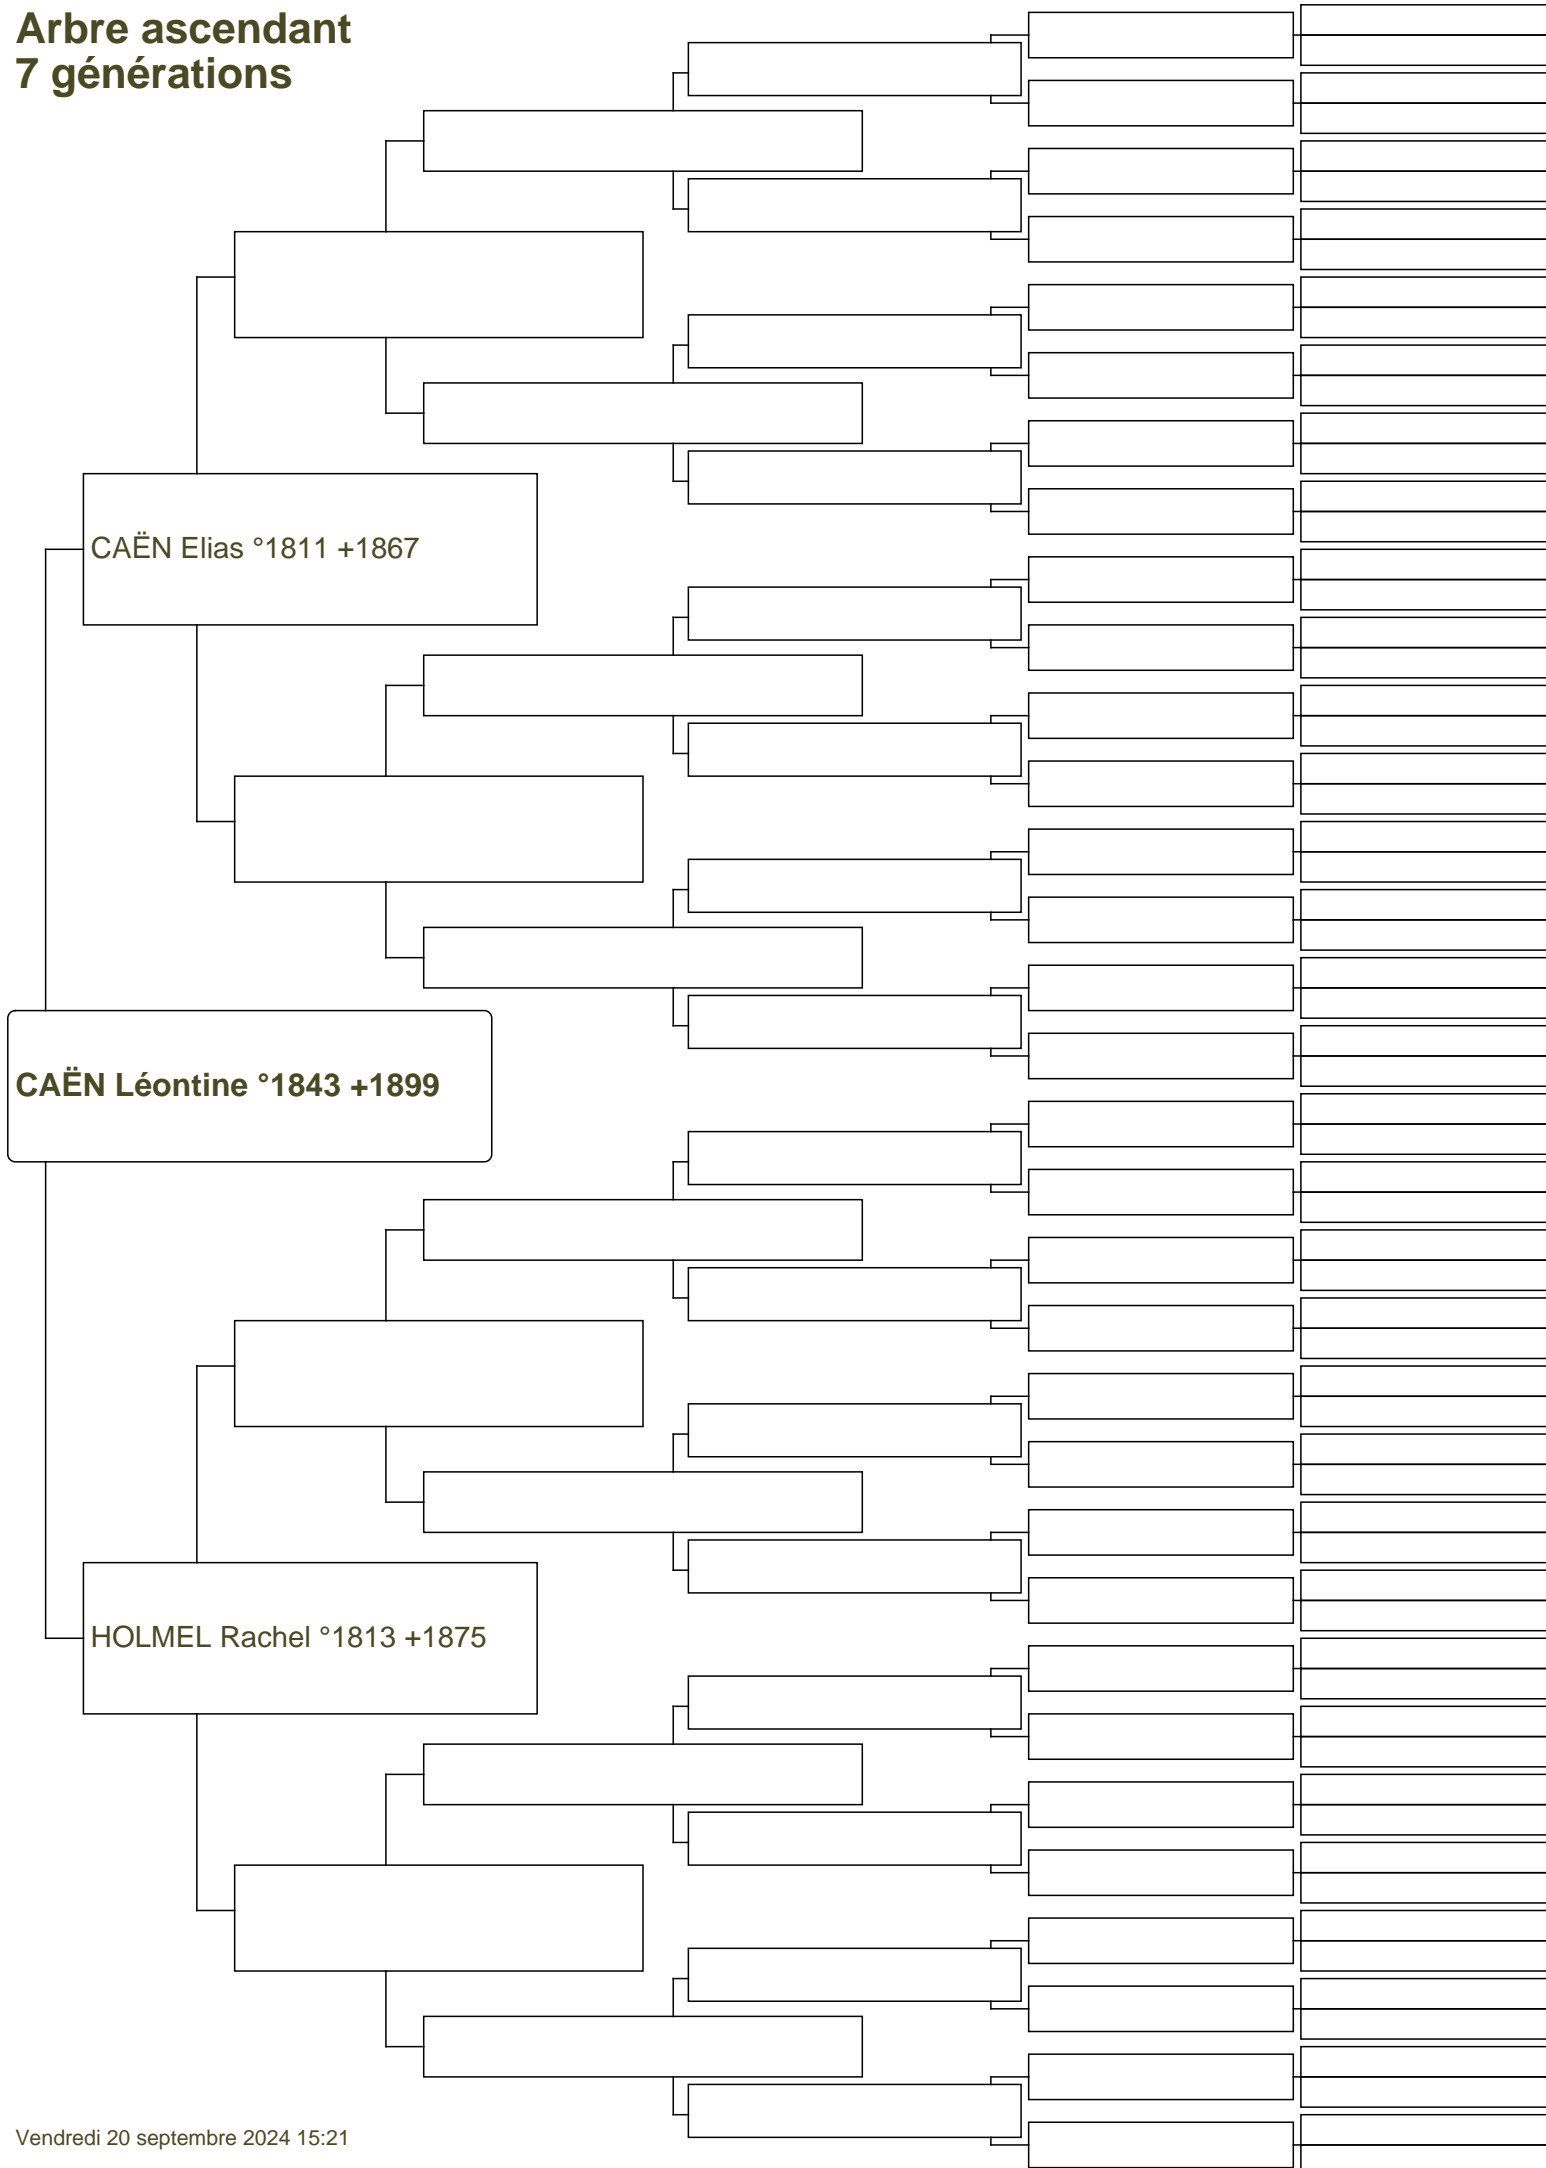 Arbre ascendant
7 générations
CAËN Elias °1811 +1867
CAËN Léontine °1843 +1899
HOLMEL Rachel °1813 +1875
Vendredi 20 septembre 2024 15:21